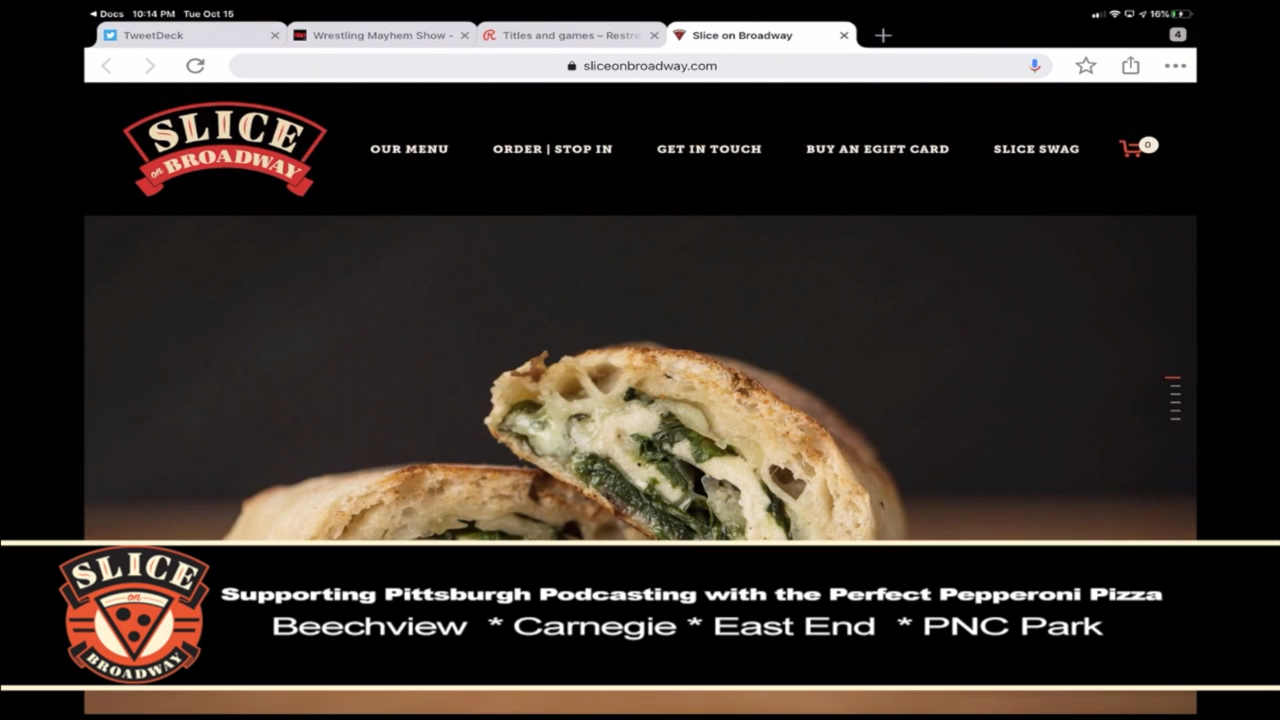 Docs 10:14 PM Tue Oct 15
16%
TweetDeck
Wrestling Mayhem Show -
Titles and games – Restre
Slice on Broadway
4
sliceonbroadway.com
SLICE
on BROADWAY
OUR MENU
ORDER | STOP IN
GET IN TOUCH
BUY AN EGIFT CARD
SLICE SWAG
0
SLICE
on
BROADWAY
Supporting Pittsburgh Podcasting with the Perfect Pepperoni Pizza
Beechview * Carnegie * East End * PNC Park